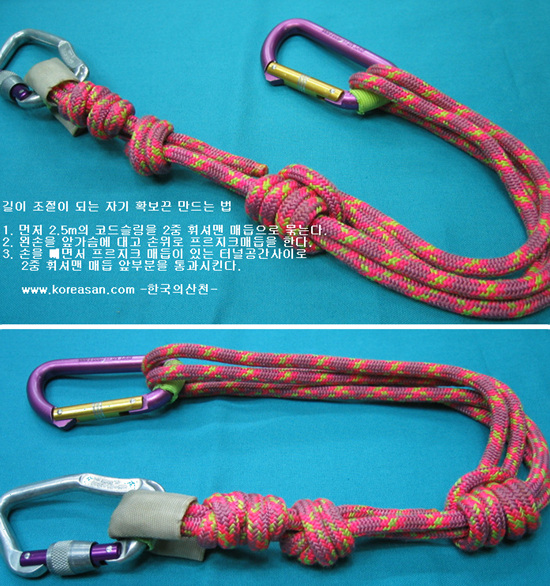 길이 조절이 되는 자기 확보끈 만드는 법
1. 먼저 2.5m의 코드슬링을 2중 휘셔맨 매듭으로 묶는다.
2. 왼손을 앞가슴에 대고 손위로 프르지크매듭을 한다.
3. 손을 빼면서 프르지크 매듭이 있는 터널공간사이로
2중 휘셔맨 매듭 앞부분을 통과시킨다.
www.koreasan.com -한국의산천-